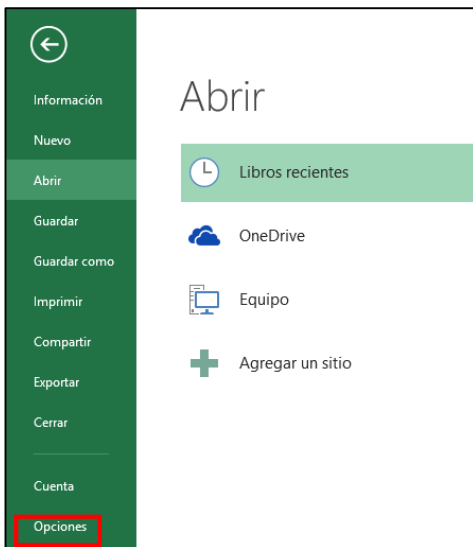 Información
Nuevo
Abrir
Guardar
Guardar como
Imprimir
Compartir
Exportar
Cerrar
Cuenta
Opciones
Abrir
Libros recientes
OneDrive
Equipo
Agregar un sitio